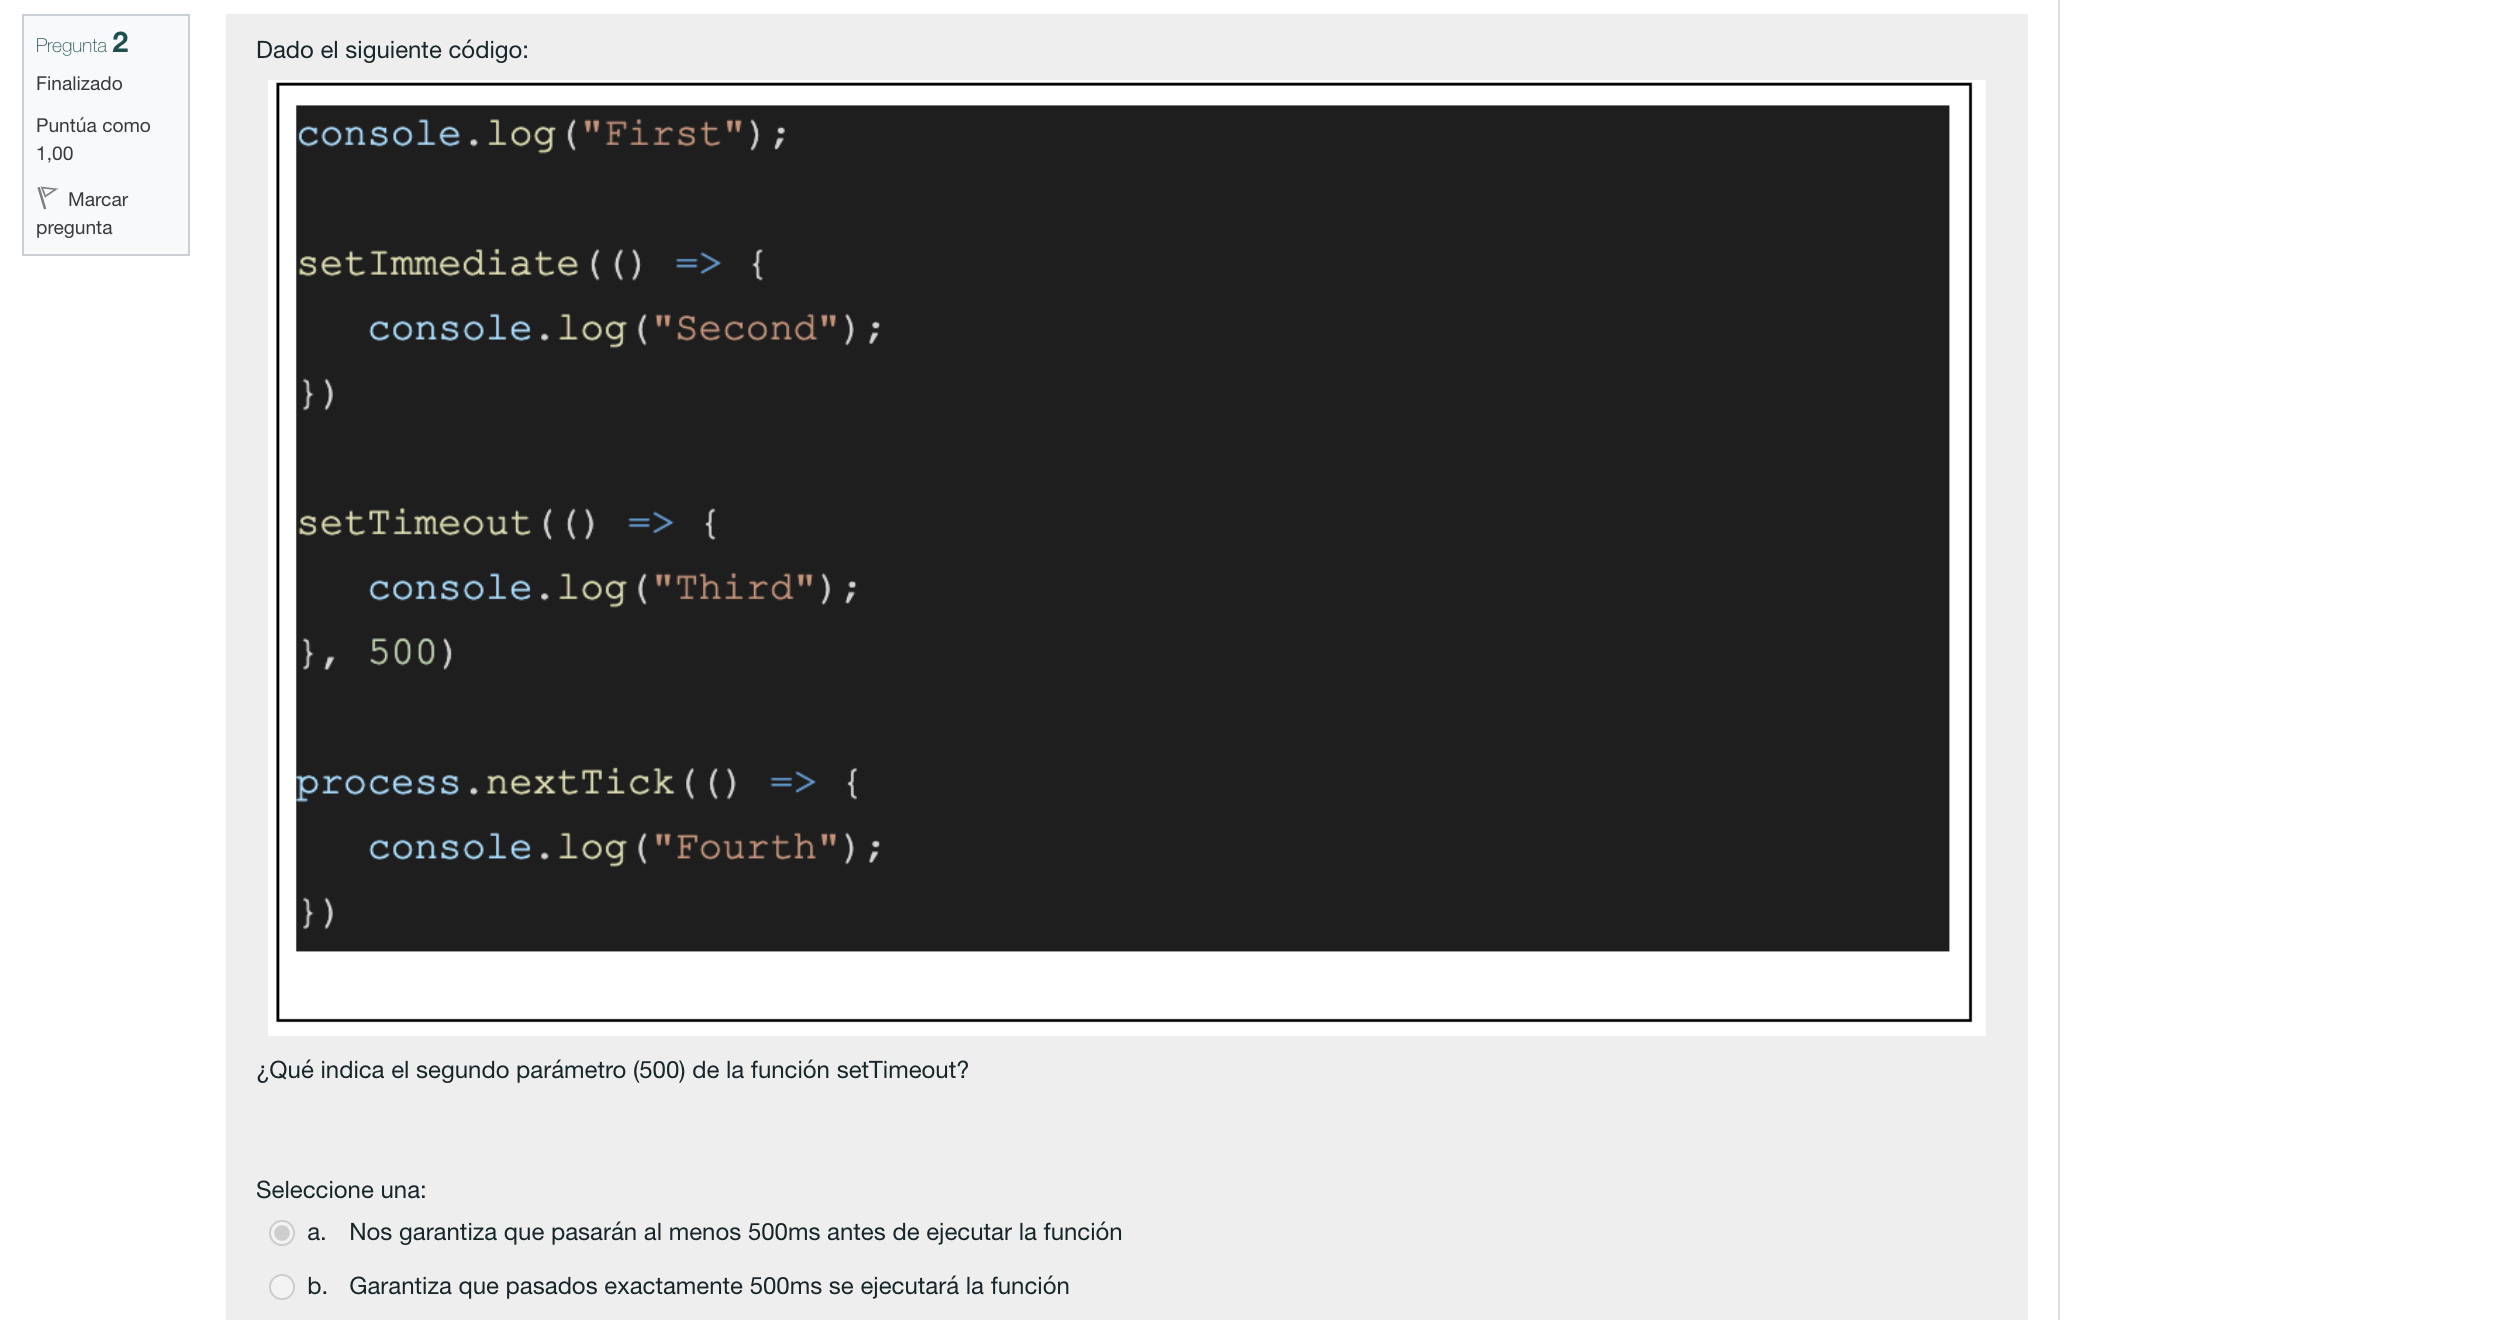 Pregunta 2
Finalizado
Puntúa como
1,00
Marcar
pregunta
Dado el siguiente código:
console.log("First");
setImmediate(() => {
console.log("Second");
})
setTimeout(() => {
console.log("Third");
}, 500)
process.nextTick(() => {
console.log("Fourth");
})
¿Qué indica el segundo parámetro (500) de la función setTimeout?
Seleccione una:
a. Nos garantiza que pasarán al menos 500ms antes de ejecutar la función
b. Garantiza que pasados exactamente 500ms se ejecutará la función